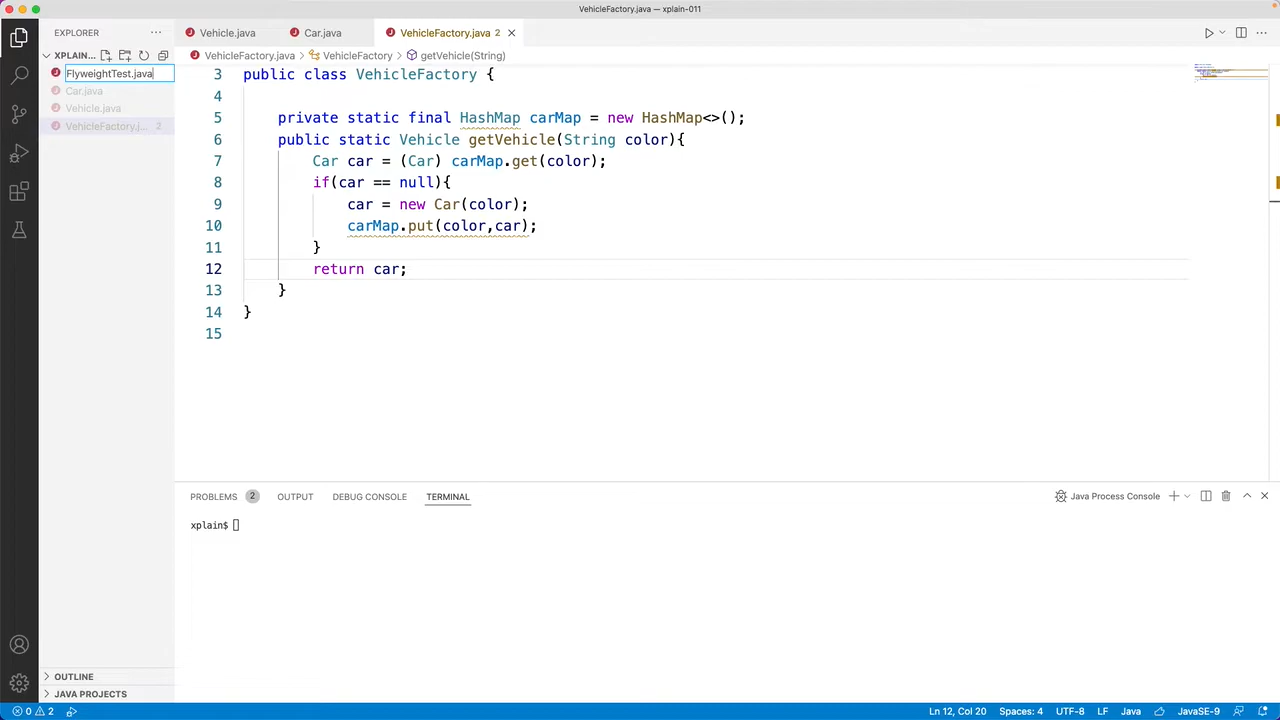 VehicleFactory.java — xplain-011
EXPLORER
XPLAIN...
FlyweightTest.java
Car.java
Vehicle.java
VehicleFactory.j... 2
OUTLINE
JAVA PROJECTS
Vehicle.java Car.java VehicleFactory.java 2
VehicleFactory.java > VehicleFactory > getVehicle(String)
3 public class VehicleFactory {
4
5 private static final HashMap carMap = new HashMap<>();
6 public static Vehicle getVehicle(String color){
7 Car car = (Car) carMap.get(color);
8 if(car == null){
9 car = new Car(color);
10 carMap.put(color,car);
11 }
12 return car;
13 }
14 }
15
PROBLEMS 2 OUTPUT DEBUG CONSOLE TERMINAL Java Process Console
xplain$
0 2 Ln 12, Col 20 Spaces: 4 UTF-8 LF Java JavaSE-9